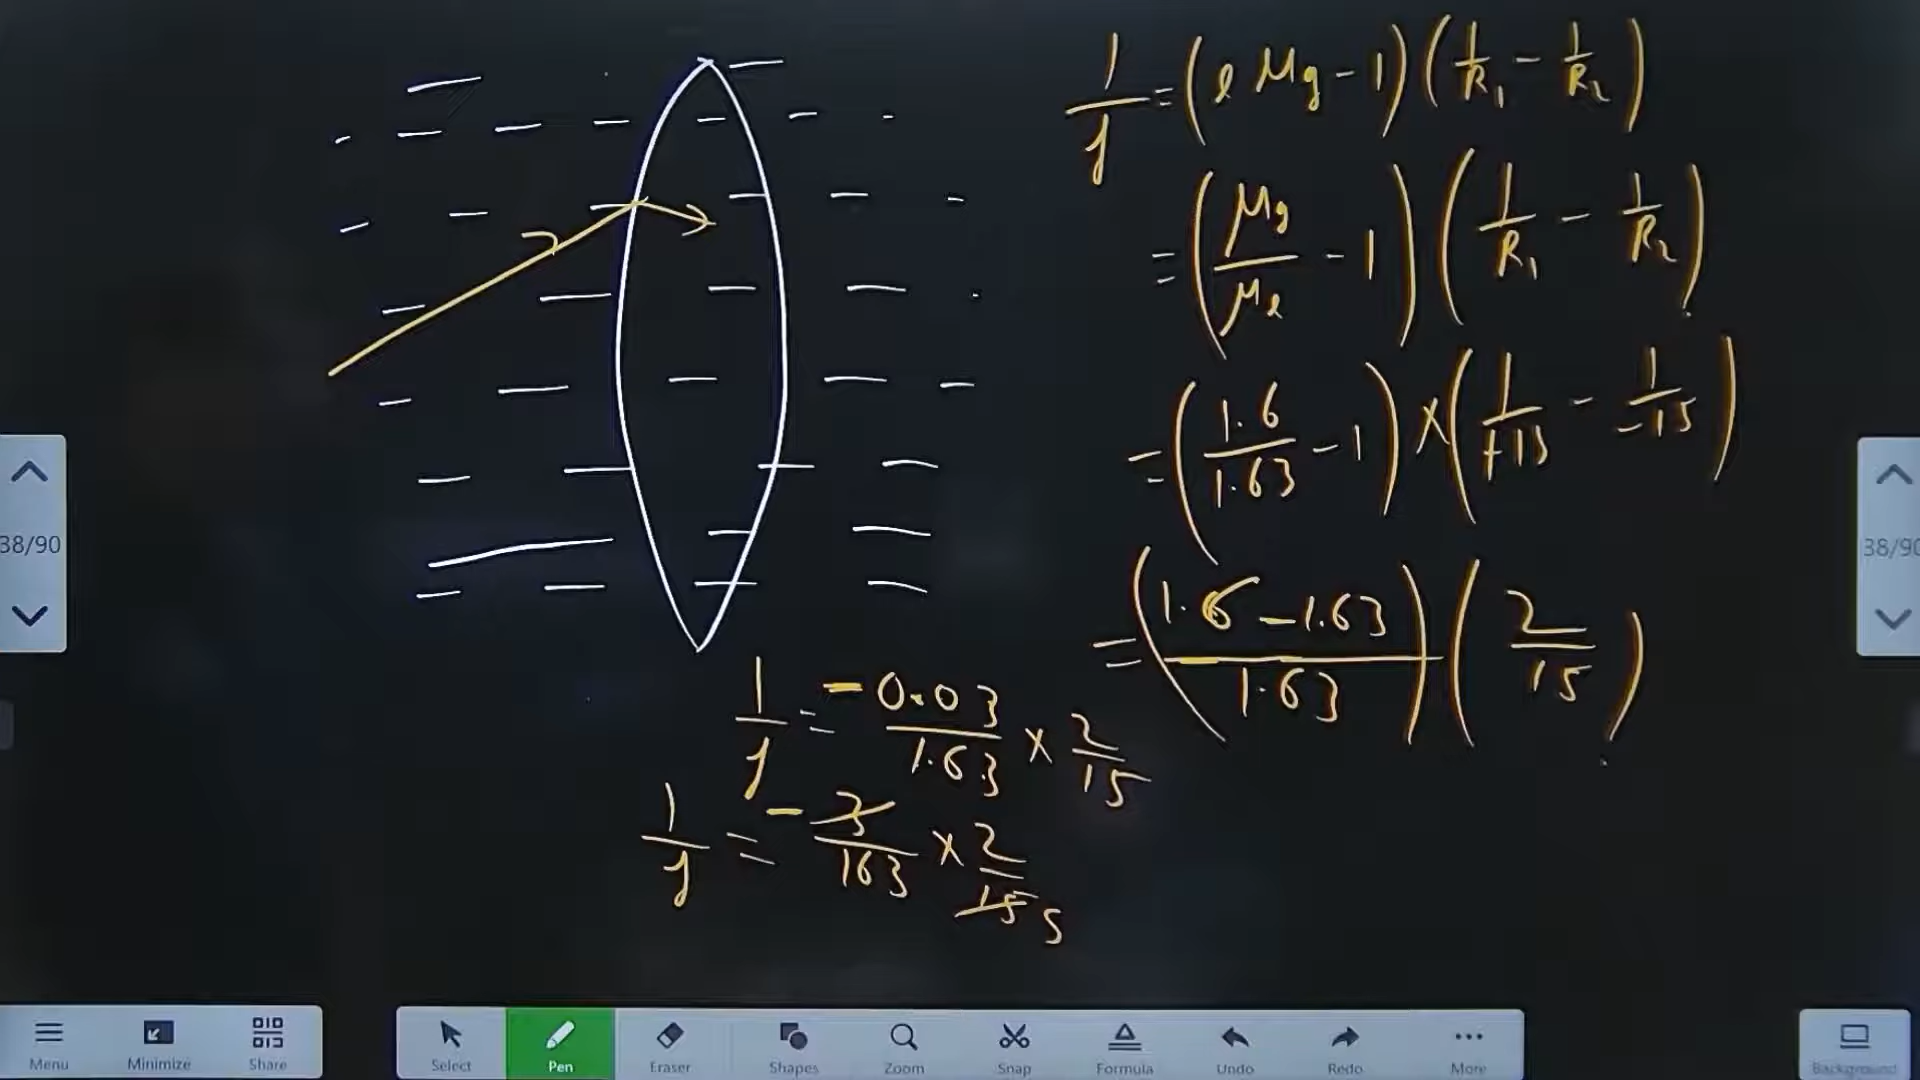 1/f = (ₗμg - 1)(1/R₁ - 1/R₂)
= (μg/μₗ - 1)(1/R₁ - 1/R₂)
= (1.6/1.63 - 1) × (1/+15 - 1/-15)
= (1.6 - 1.63/1.63)(2/15)
1/f = - 0.03/1.63 × 2/15
1/f = - 3/163 × 2/15 5
38/90
38/90
Menu
Minimize
Share
Select
Pen
Eraser
Shapes
Zoom
Snap
Formula
Undo
Redo
More
Background